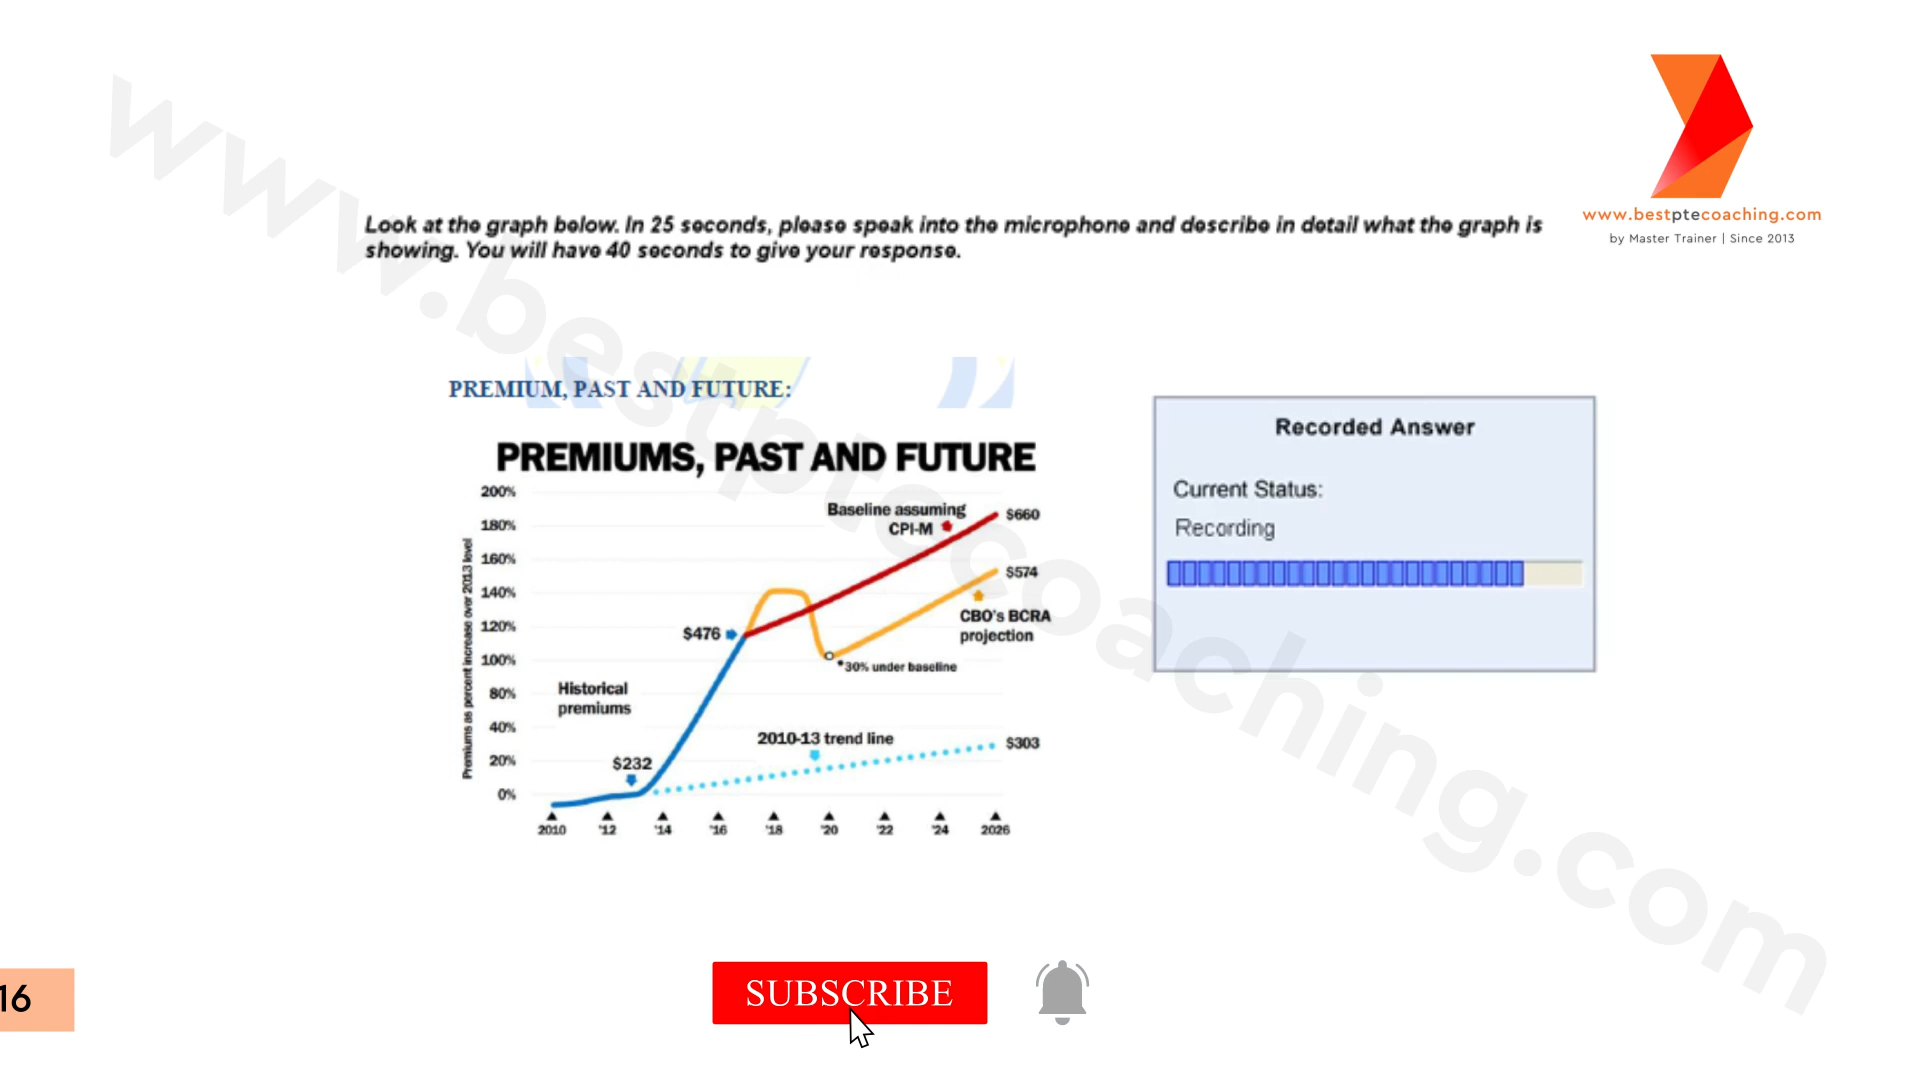 www.bestptecoaching.com
www.bestptecoaching.com
by Master Trainer | Since 2013
Look at the graph below. In 25 seconds, please speak into the microphone and describe in detail what the graph is
showing. You will have 40 seconds to give your response.
PREMIUM, PAST AND FUTURE:
PREMIUMS, PAST AND FUTURE
Premiums as percent increase over 2013 level
200%
180%
160%
140%
120%
100%
80%
40%
20%
0%
Baseline assuming
CPI-M
$660
$574
CBO's BCRA
projection
$476
*30% under baseline
Historical
premiums
2010-13 trend line
$232
$303
2010
'12
'14
'16
'18
'20
'22
'24
2026
Recorded Answer
Current Status:
Recording
16
SUBSCRIBE